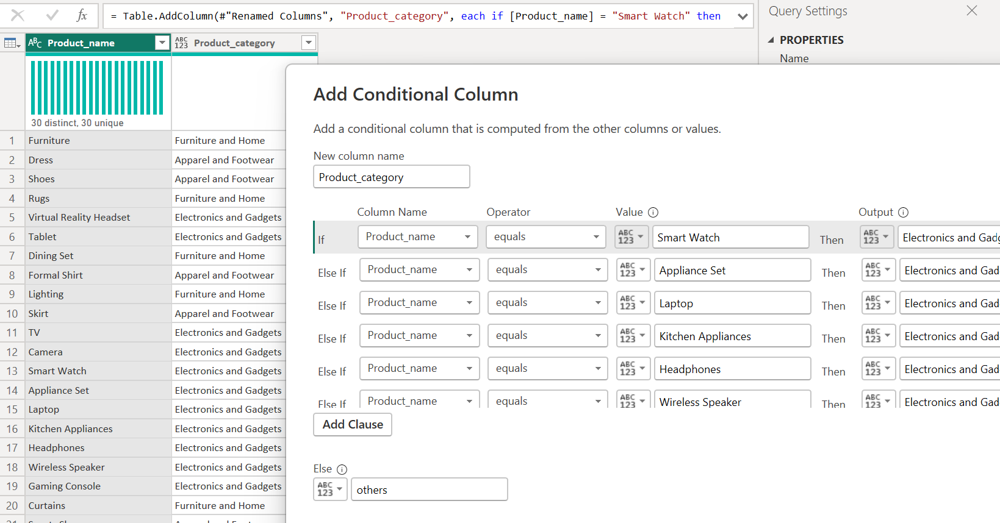 fx = Table.AddColumn(#"Renamed Columns", "Product_category", each if [Product_name] = "Smart Watch" then
Query Settings
PROPERTIES
Name
ABC Product_name
ABC 123 Product_category
30 distinct, 30 unique
1 Furniture Furniture and Home
2 Dress Apparel and Footwear
3 Shoes Apparel and Footwear
4 Rugs Furniture and Home
5 Virtual Reality Headset Electronics and Gadgets
6 Tablet Electronics and Gadgets
7 Dining Set Furniture and Home
8 Formal Shirt Apparel and Footwear
9 Lighting Furniture and Home
10 Skirt Apparel and Footwear
11 TV Electronics and Gadgets
12 Camera Electronics and Gadgets
13 Smart Watch Electronics and Gadgets
14 Appliance Set Electronics and Gadgets
15 Laptop Electronics and Gadgets
16 Kitchen Appliances Electronics and Gadgets
17 Headphones Electronics and Gadgets
18 Wireless Speaker Electronics and Gadgets
19 Gaming Console Electronics and Gadgets
20 Curtains Furniture and Home
Add Conditional Column
Add a conditional column that is computed from the other columns or values.
New column name
Product_category
Column Name Operator Value Output
If Product_name equals ABC 123 Smart Watch Then ABC 123 Electronics and Gadg
Else If Product_name equals ABC 123 Appliance Set Then ABC 123 Electronics and Gad
Else If Product_name equals ABC 123 Laptop Then ABC 123 Electronics and Gad
Else If Product_name equals ABC 123 Kitchen Appliances Then ABC 123 Electronics and Gad
Else If Product_name equals ABC 123 Headphones Then ABC 123 Electronics and Gad
Else If Product_name equals ABC 123 Wireless Speaker Then ABC 123 Electronics and Gad
Add Clause
Else
ABC 123 others